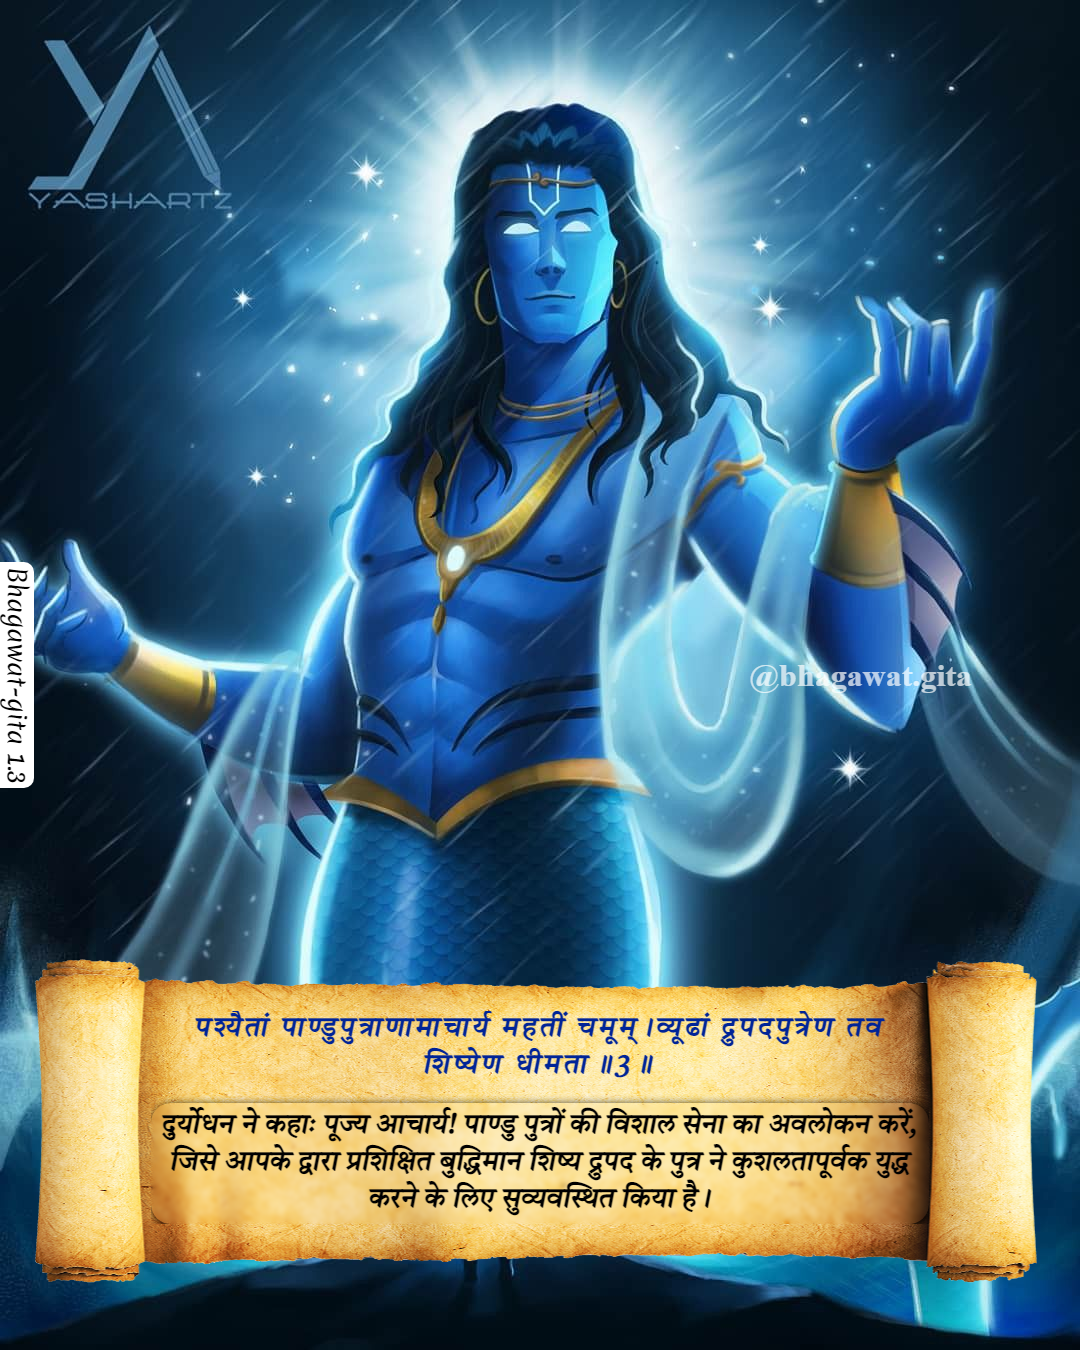 YASHARTZ
Bhagawat-gita 1.3
@bhagawat.gita
पश्यैतां पाण्डुपुत्राणामाचार्य महतीं चमूम् ।व्यूढां द्रुपदपुत्रेण तव
शिष्येण धीमता ॥3॥
दुर्योधन ने कहाः पूज्य आचार्य! पाण्डु पुत्रों की विशाल सेना का अवलोकन करें,
जिसे आपके द्वारा प्रशिक्षित बुद्धिमान शिष्य द्रुपद के पुत्र ने कुशलतापूर्वक युद्ध
करने के लिए सुव्यवस्थित किया है।